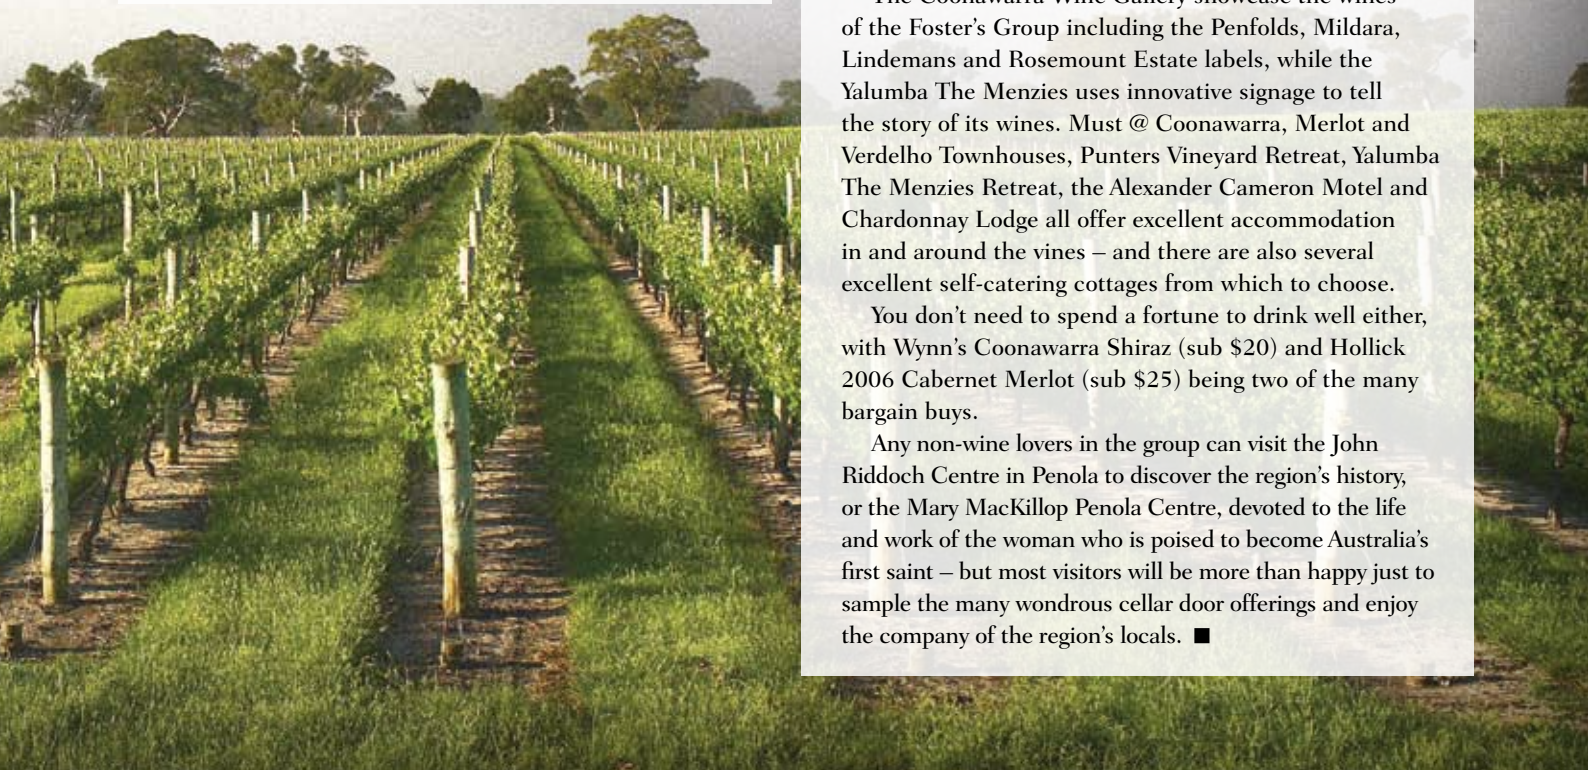 The Coonawarra Wine Gallery showcase the wines
of the Foster’s Group including the Penfolds, Mildara,
Lindemans and Rosemount Estate labels, while the
Yalumba The Menzies uses innovative signage to tell
the story of its wines. Must @ Coonawarra, Merlot and
Verdelho Townhouses, Punters Vineyard Retreat, Yalumba
The Menzies Retreat, the Alexander Cameron Motel and
Chardonnay Lodge all offer excellent accommodation
in and around the vines – and there are also several
excellent self-catering cottages from which to choose.
You don’t need to spend a fortune to drink well either,
with Wynn’s Coonawarra Shiraz (sub $20) and Hollick
2006 Cabernet Merlot (sub $25) being two of the many
bargain buys.
Any non-wine lovers in the group can visit the John
Riddoch Centre in Penola to discover the region’s history,
or the Mary MacKillop Penola Centre, devoted to the life
and work of the woman who is poised to become Australia’s
first saint – but most visitors will be more than happy just to
sample the many wondrous cellar door offerings and enjoy
the company of the region’s locals. ■